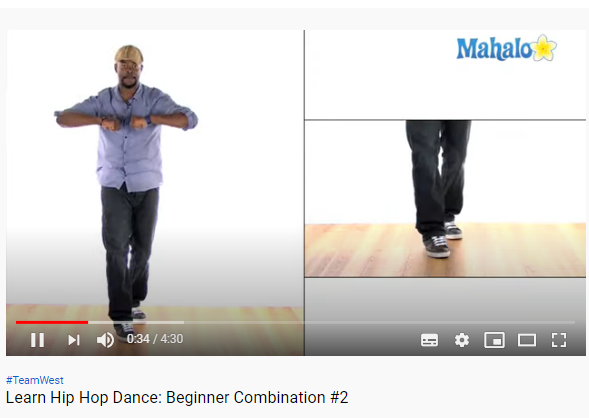 Mahalo
0:34 / 4:30
#TeamWest
Learn Hip Hop Dance: Beginner Combination #2